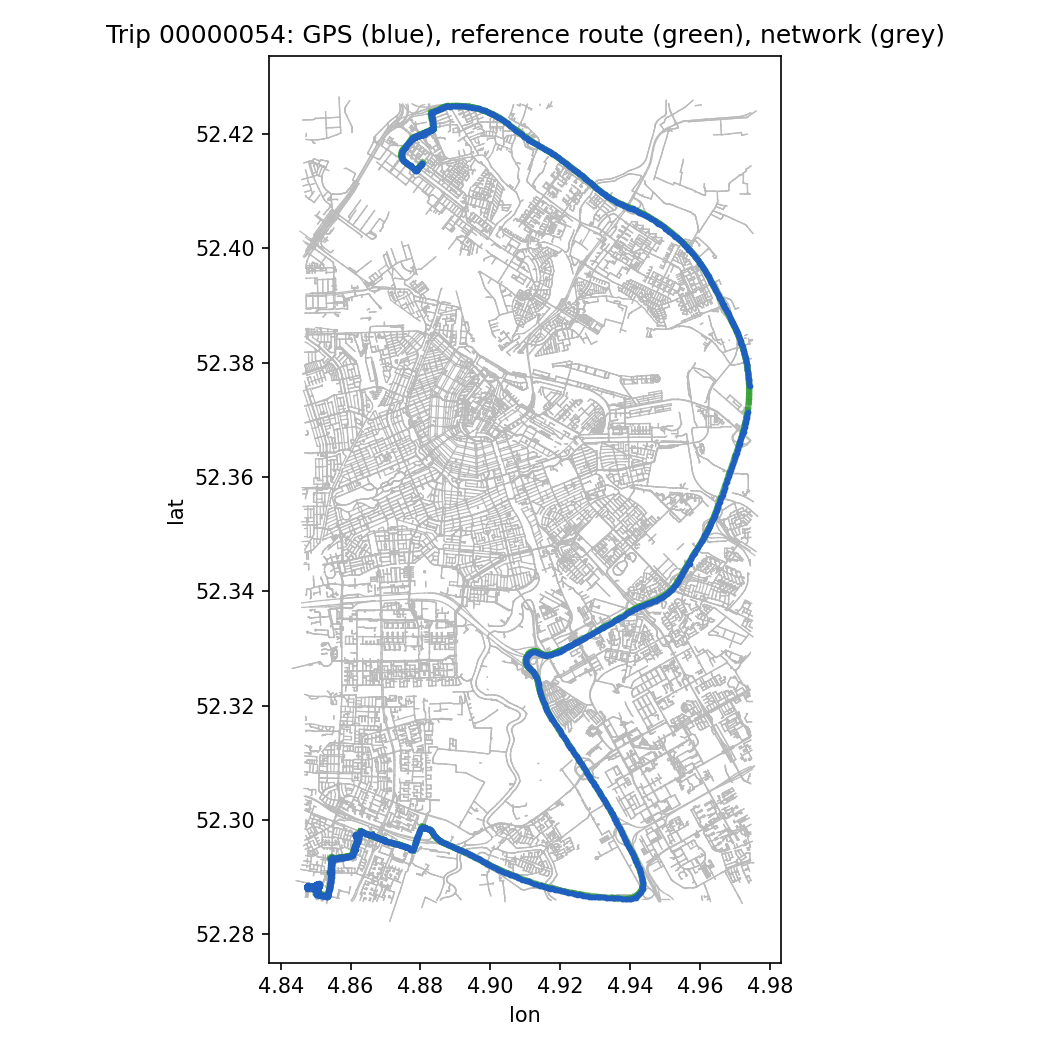 Trip 00000054: GPS (blue), reference route (green), network (grey)
52.42
52.40
52.38
52.36
52.34
52.32
52.30
52.28
lat
4.84 4.86 4.88 4.90 4.92 4.94 4.96 4.98
lon